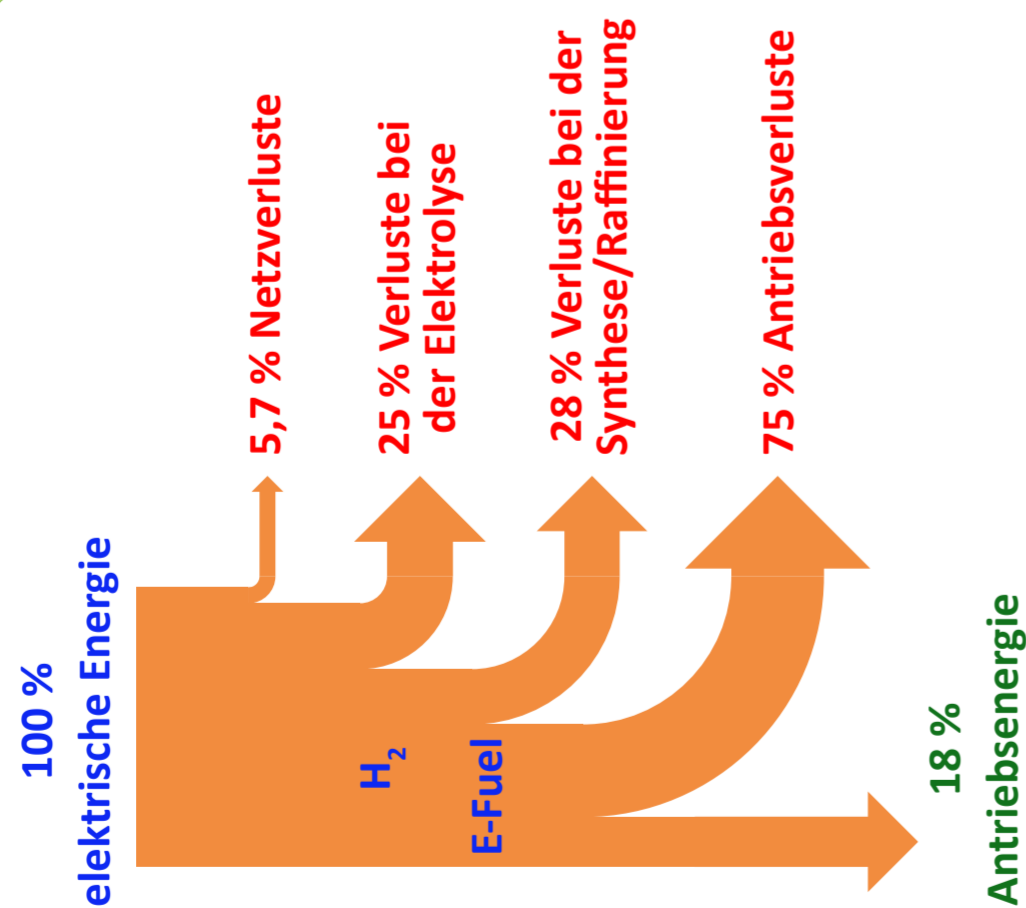 100 %
elektrische Energie
5,7 % Netzverluste
25 % Verluste bei
der Elektrolyse
H₂
28 % Verluste bei der
Synthese/Raffinierung
E-Fuel
75 % Antriebsverluste
18 %
Antriebsenergie